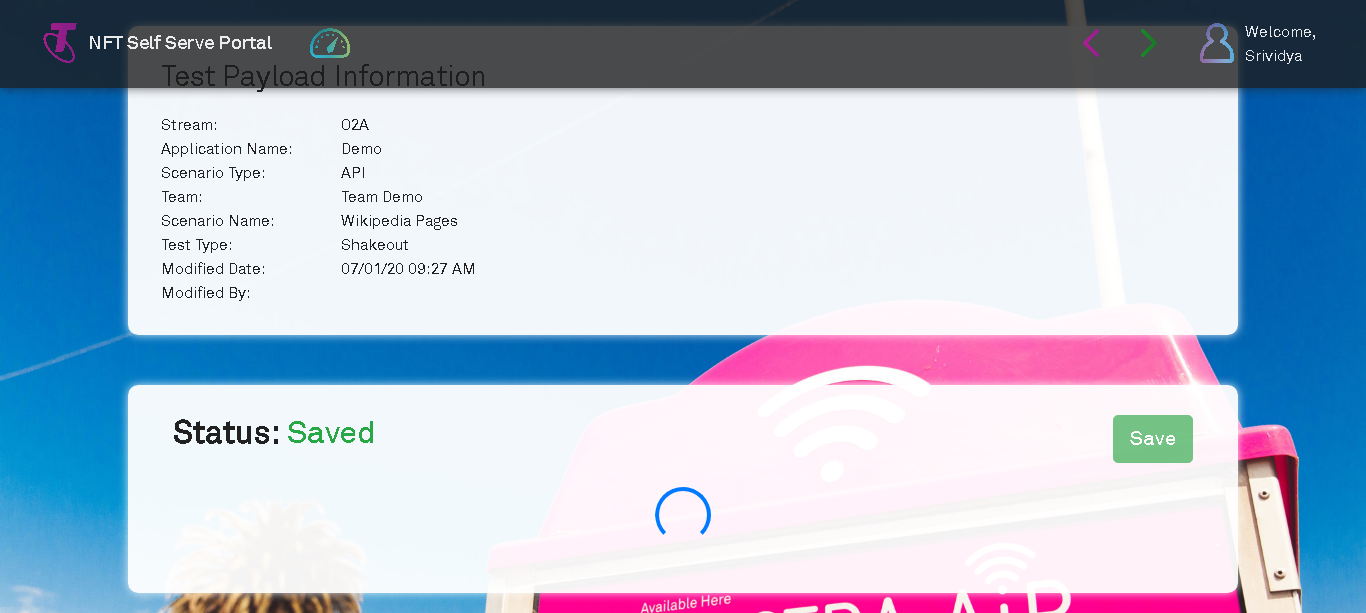 NFT Self Serve Portal
Welcome,
Srividya
Test Payload Information
Stream: O2A
Application Name: Demo
Scenario Type: API
Team: Team Demo
Scenario Name: Wikipedia Pages
Test Type: Shakeout
Modified Date: 07/01/20 09:27 AM
Modified By:
Status: Saved
Save
Available Here